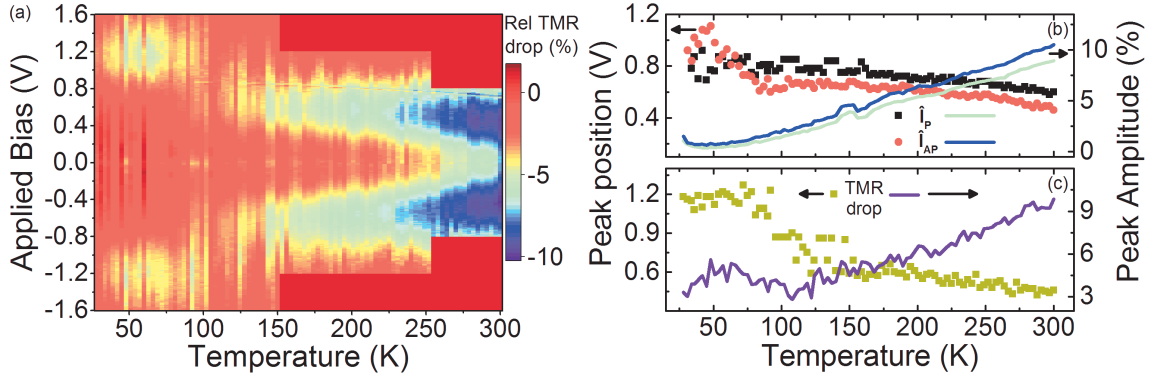 (a)
Rel TMR
drop (%)
1.6
1.2
0.8
0.4
0.0
-0.4
-0.8
-1.2
-1.6
Applied Bias (V)
50
100
150
200
250
300
Temperature (K)
0
-5
-10
(b)
1.2
0.8
0.4
10
5
0
Î_P
Î_AP
(c)
TMR
drop
1.2
0.9
0.6
9
6
3
Peak position (V)
Peak Amplitude (%)
50
100
150
200
250
300
Temperature (K)